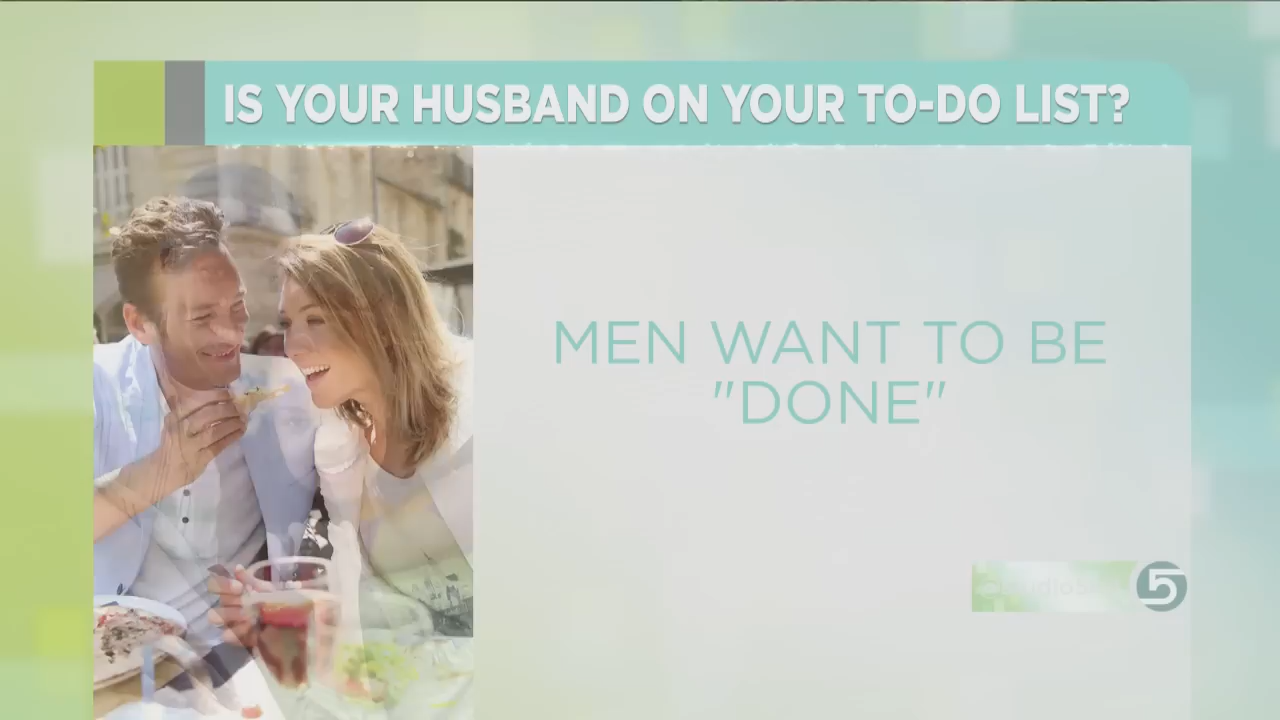 IS YOUR HUSBAND ON YOUR TO-DO LIST?
MEN WANT TO BE
"DONE"
5